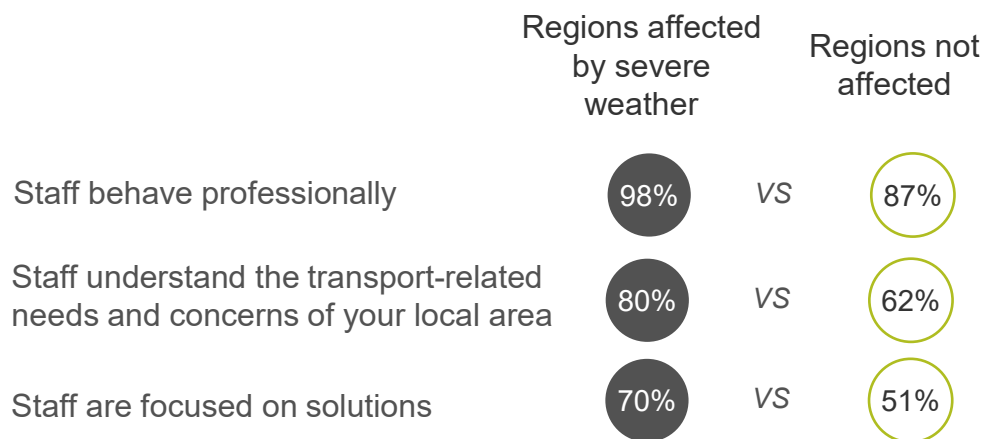 Regions affected
by severe
weather
Regions not
affected
Staff behave professionally
98%
VS
87%
Staff understand the transport-related
needs and concerns of your local area
80%
VS
62%
Staff are focused on solutions
70%
VS
51%